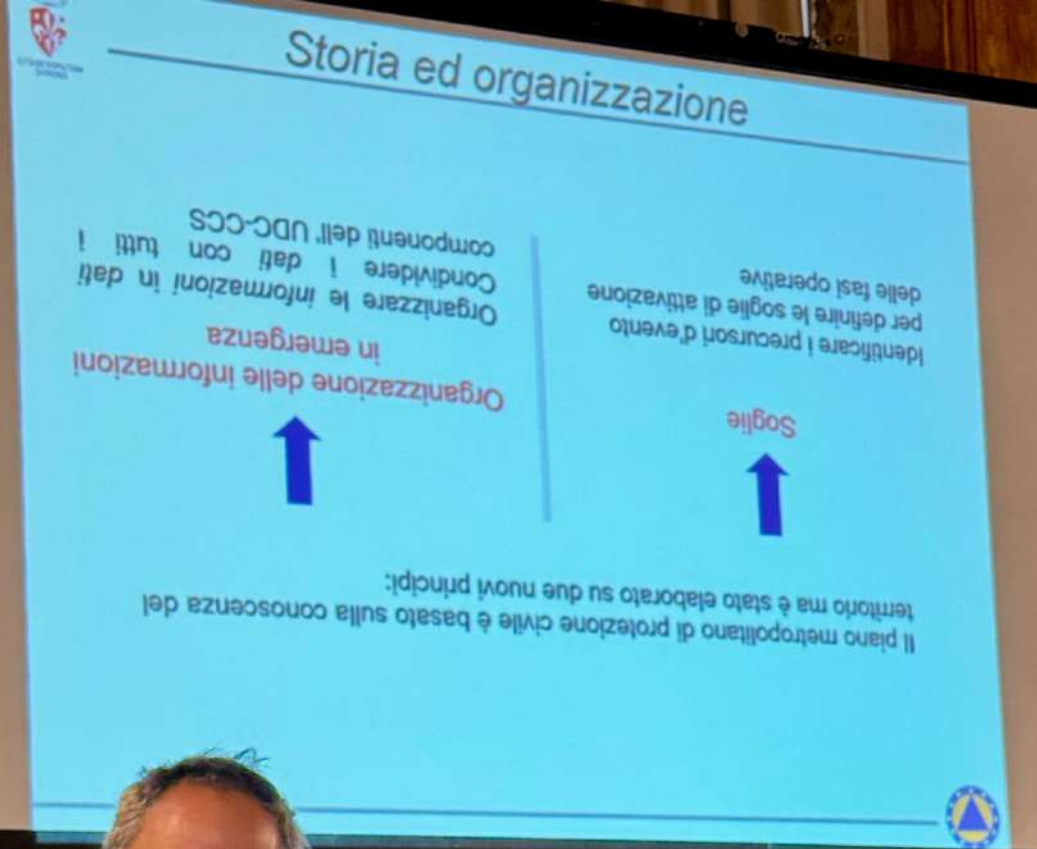 Storia ed organizzazione
Il piano metropolitano di protezione civile è basato sulla conoscenza del
territorio ma è stato elaborato su due nuovi principi:
Soglie
Identificare i precursori d'evento
per definire le soglie di attivazione
delle fasi operative
Organizzazione delle informazioni
in emergenza
Organizzare le informazioni in dati
Condividere i dati con tutti i
componenti dell' UDC-CCS